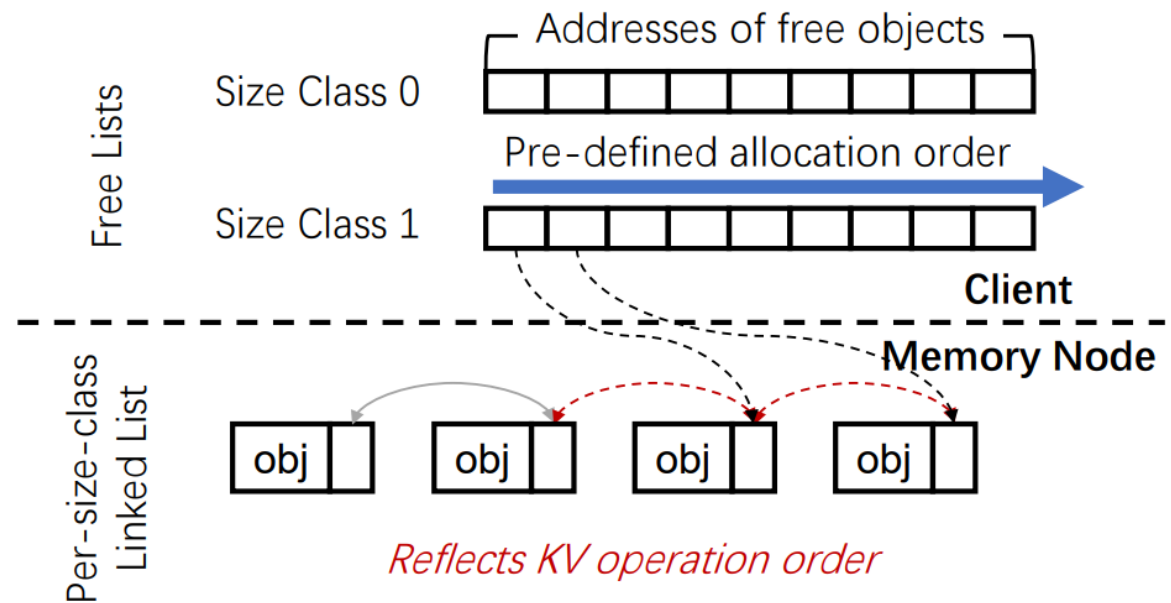 Addresses of free objects
Free Lists
Size Class 0
Pre-defined allocation order
Size Class 1
Client
Memory Node
Per-size-class
Linked List
obj
obj
obj
obj
Reflects KV operation order